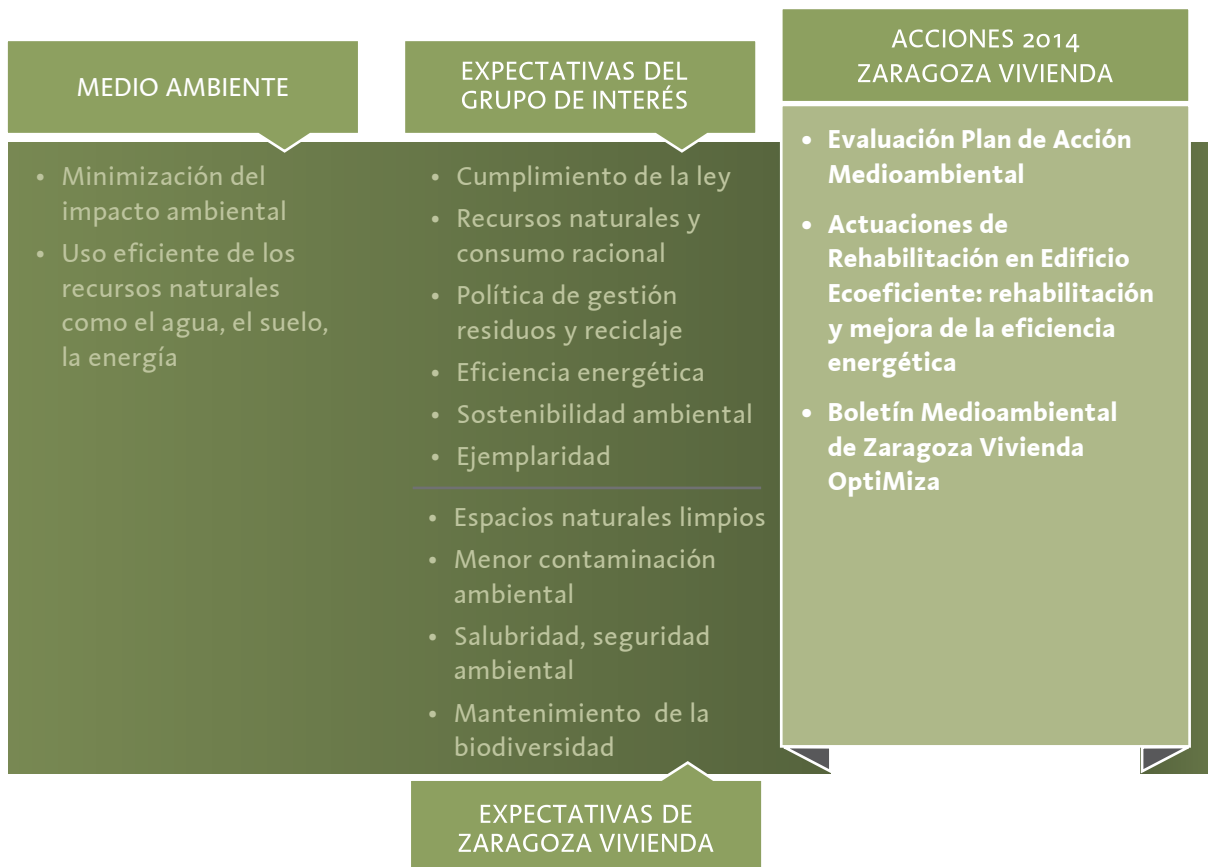 MEDIO AMBIENTE
• Minimización del
impacto ambiental
• Uso eficiente de los
recursos naturales
como el agua, el suelo,
la energía
EXPECTATIVAS DEL
GRUPO DE INTERÉS
• Cumplimiento de la ley
• Recursos naturales y
consumo racional
• Política de gestión
residuos y reciclaje
• Eficiencia energética
• Sostenibilidad ambiental
• Ejemplaridad
• Espacios naturales limpios
• Menor contaminación
ambiental
• Salubridad, seguridad
ambiental
• Mantenimiento de la
biodiversidad
EXPECTATIVAS DE
ZARAGOZA VIVIENDA
ACCIONES 2014
ZARAGOZA VIVIENDA
• Evaluación Plan de Acción
Medioambiental
• Actuaciones de
Rehabilitación en Edificio
Ecoeficiente: rehabilitación
y mejora de la eficiencia
energética
• Boletín Medioambiental
de Zaragoza Vivienda
OptiMiza